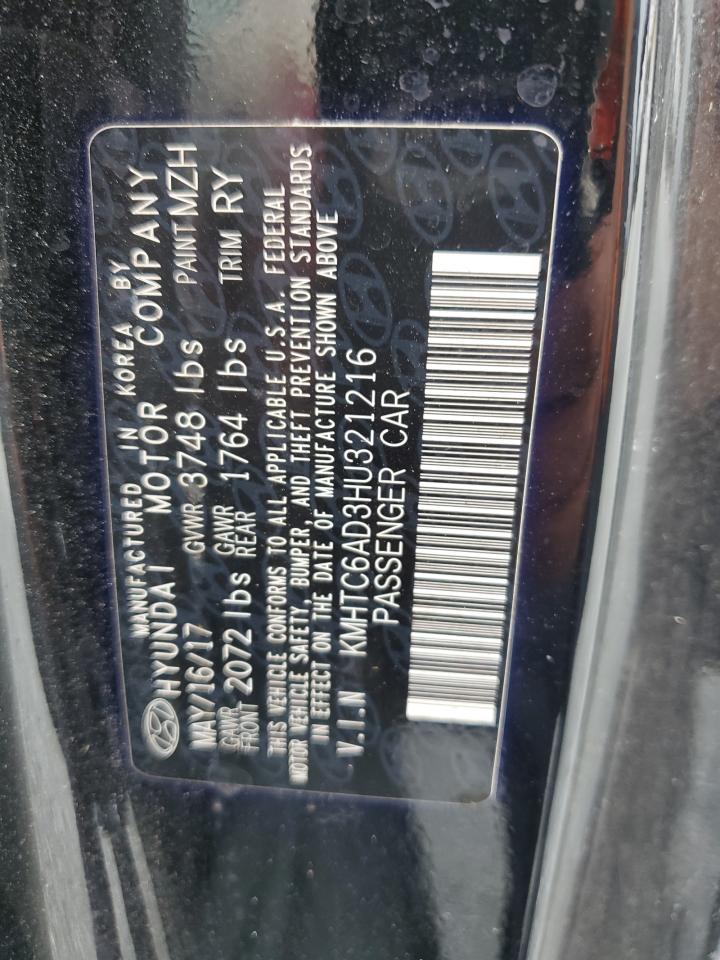 MANUFACTURED IN KOREA BY
HYUNDAI MOTOR COMPANY
MAY/16/17 GVWR 3748 lbs PAINT MZH
GAWR FRONT 2072 lbs GAWR REAR 1764 lbs TRIM RY
THIS VEHICLE CONFORMS TO ALL APPLICABLE U.S.A. FEDERAL
MOTOR VEHICLE SAFETY, BUMPER, AND THEFT PREVENTION STANDARDS
IN EFFECT ON THE DATE OF MANUFACTURE SHOWN ABOVE
V.I.N KMHTC6AD3HU321216
PASSENGER CAR